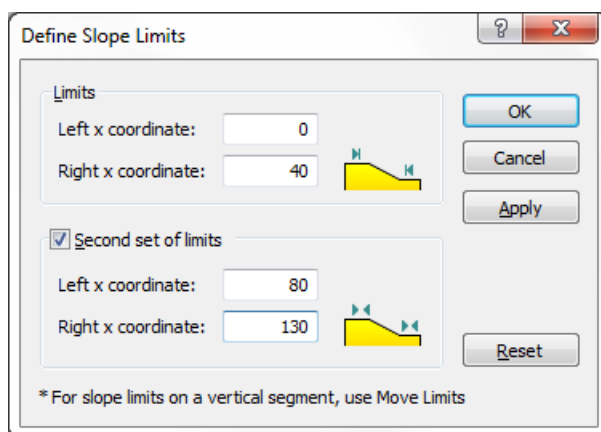 Define Slope Limits
Limits
Left x coordinate: 0
Right x coordinate: 40
OK
Cancel
Apply
Second set of limits
Left x coordinate: 80
Right x coordinate: 130
Reset
* For slope limits on a vertical segment, use Move Limits